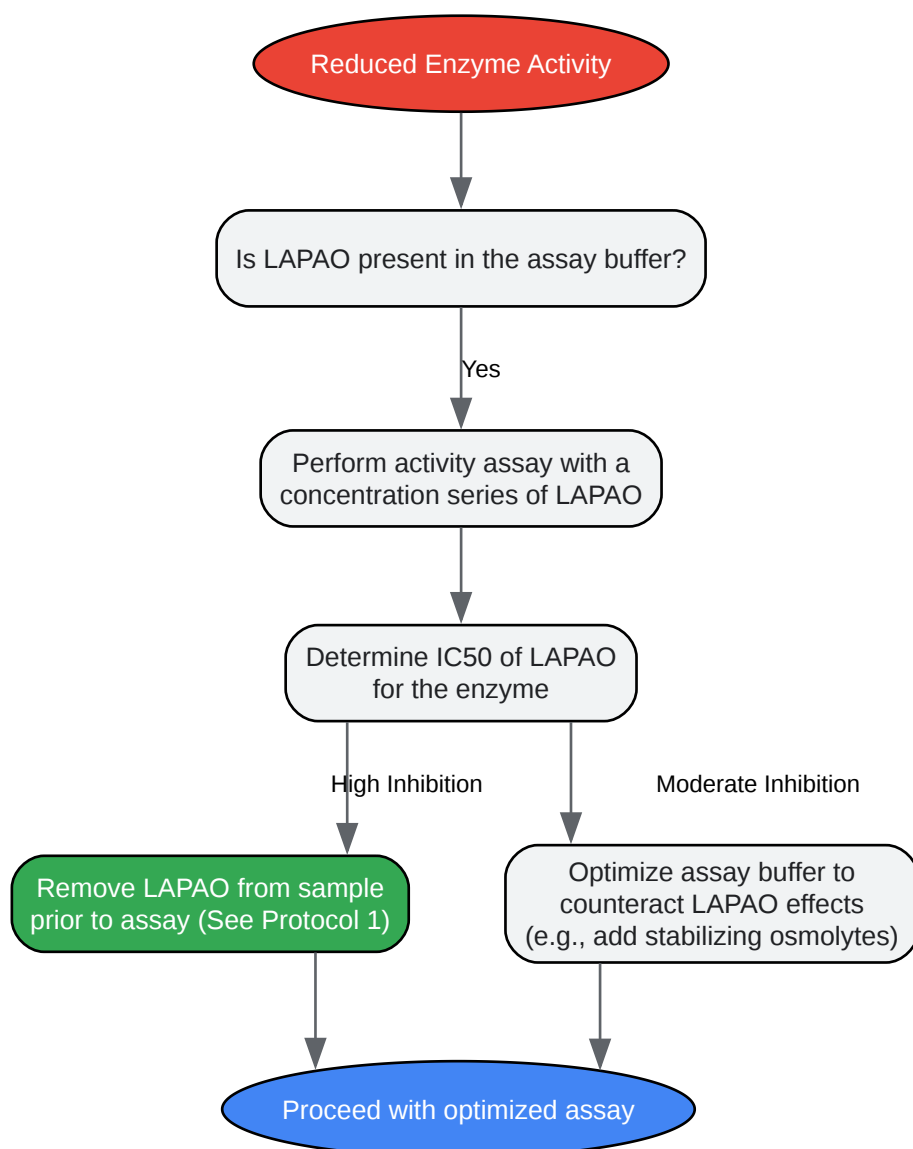 Reduced Enzyme Activity
Is LAPAO present in the assay buffer?
Yes
Perform activity assay with a
concentration series of LAPAO
Determine IC50 of LAPAO
for the enzyme
High Inhibition
Moderate Inhibition
Remove LAPAO from sample
prior to assay (See Protocol 1)
Optimize assay buffer to
counteract LAPAO effects
(e.g., add stabilizing osmolytes)
Proceed with optimized assay